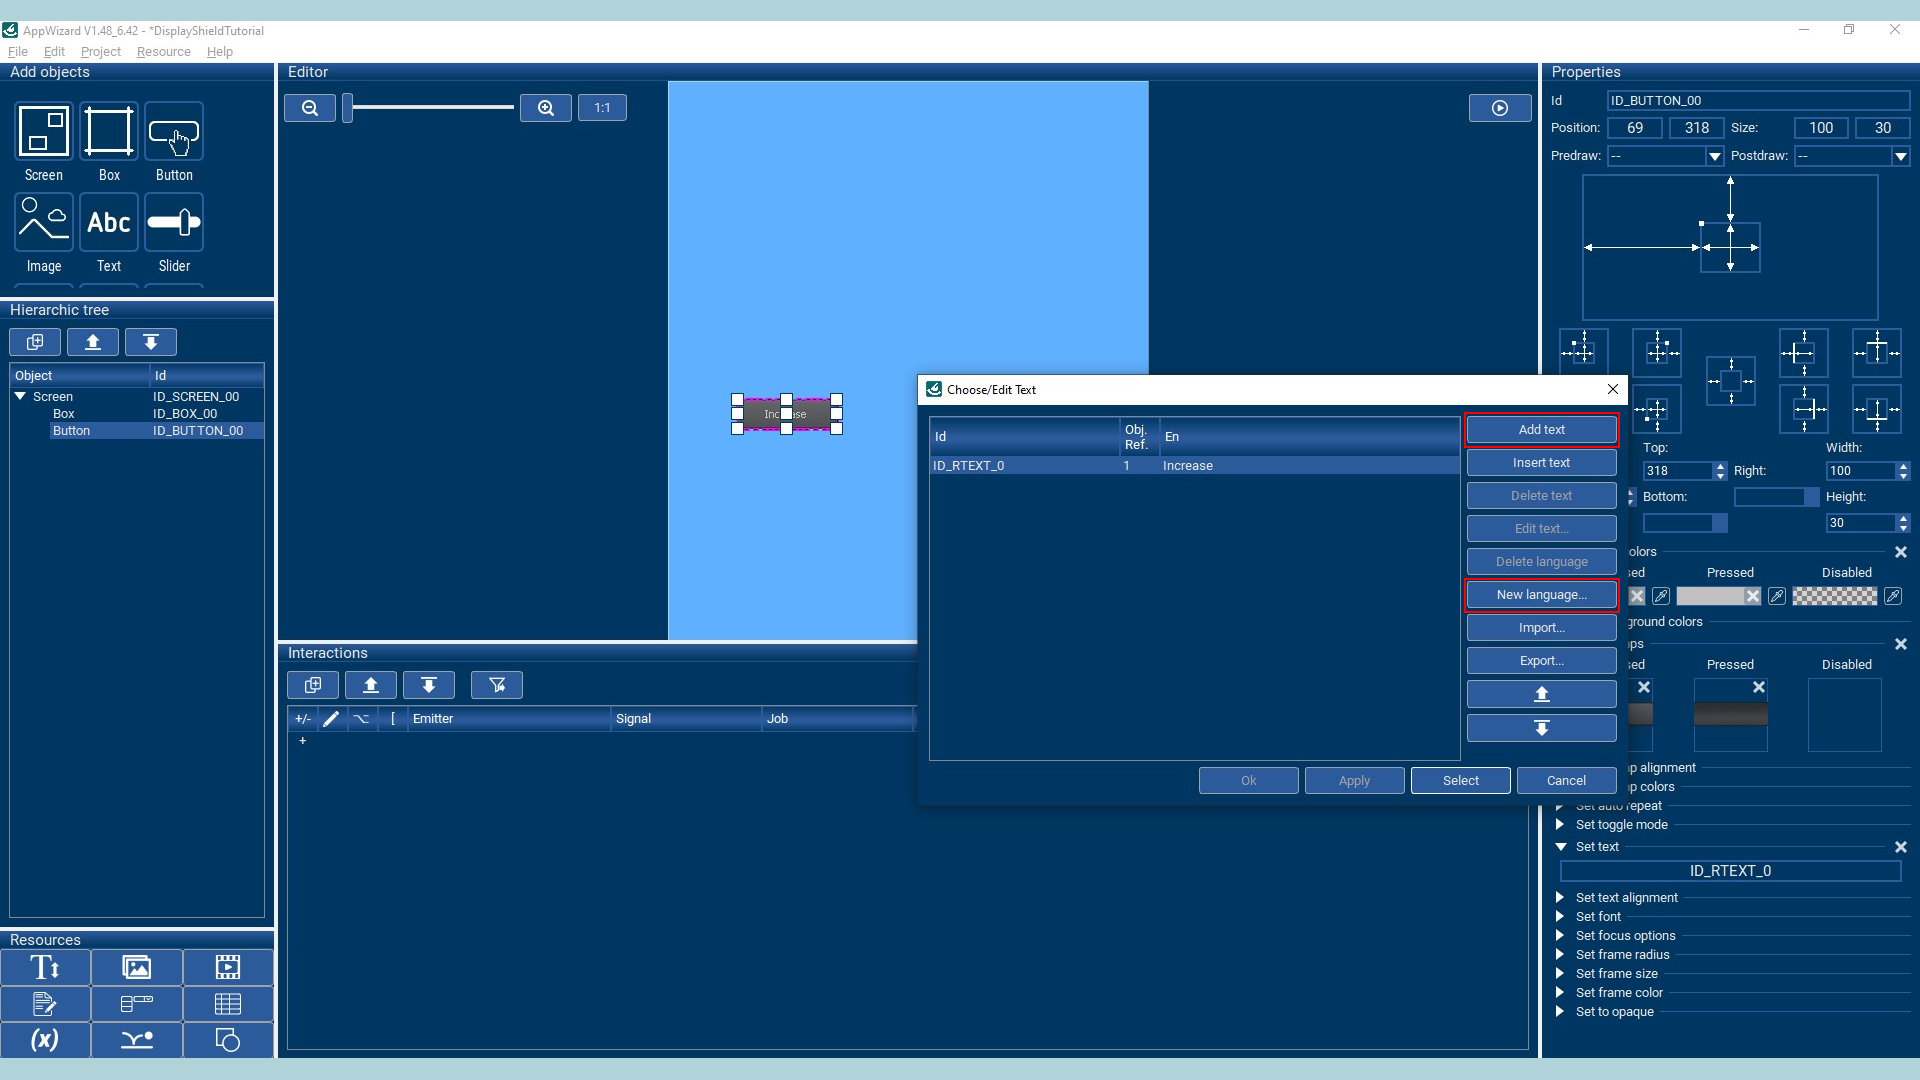 AppWizard V1.48_6.42 - *DisplayShieldTutorial
File Edit Project Resource Help
Add objects
Screen Box Button
Abc
Image Text Slider
Hierarchic tree
Object Id
Screen ID_SCREEN_00
Box ID_BOX_00
Button ID_BUTTON_00
Resources
(x)
Editor
1:1
Interactions
+/- [ Emitter Signal Job
+
Choose/Edit Text
Id Obj. Ref. En
ID_RTEXT_0 1 Increase
Add text
Insert text
Delete text
Edit text...
Delete language
New language...
Import...
Export...
Ok Apply Select Cancel
Properties
Id ID_BUTTON_00
Position: 69 318 Size: 100 30
Predraw: -- Postdraw: --
Top: Width:
318 Right: 100
Bottom: Height:
30
olors
sed Pressed Disabled
ground colors
ps
sed Pressed Disabled
p alignment
p colors
Set auto repeat
Set toggle mode
Set text
ID_RTEXT_0
Set text alignment
Set font
Set focus options
Set frame radius
Set frame size
Set frame color
Set to opaque